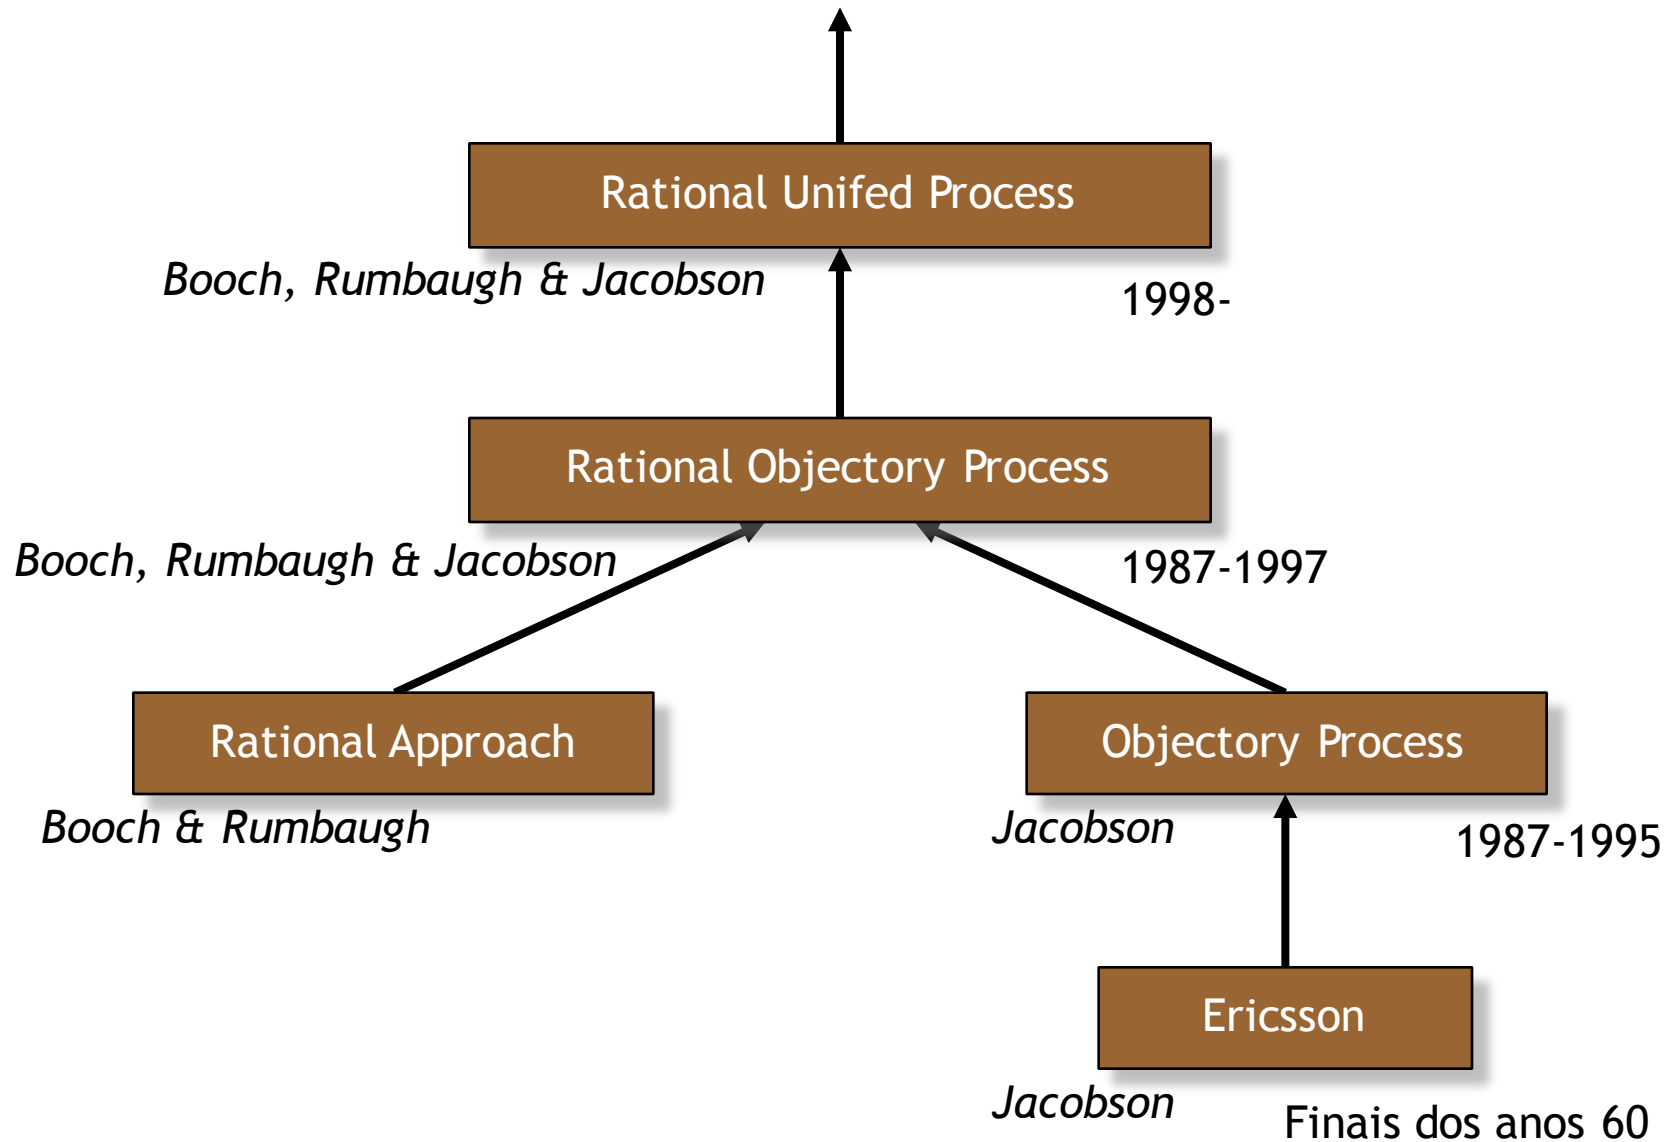 Rational Unifed Process
Booch, Rumbaugh & Jacobson
1998-
Rational Objectory Process
Booch, Rumbaugh & Jacobson
1987-1997
Rational Approach
Objectory Process
Booch & Rumbaugh
Jacobson
1987-1995
Ericsson
Jacobson
Finais dos anos 60